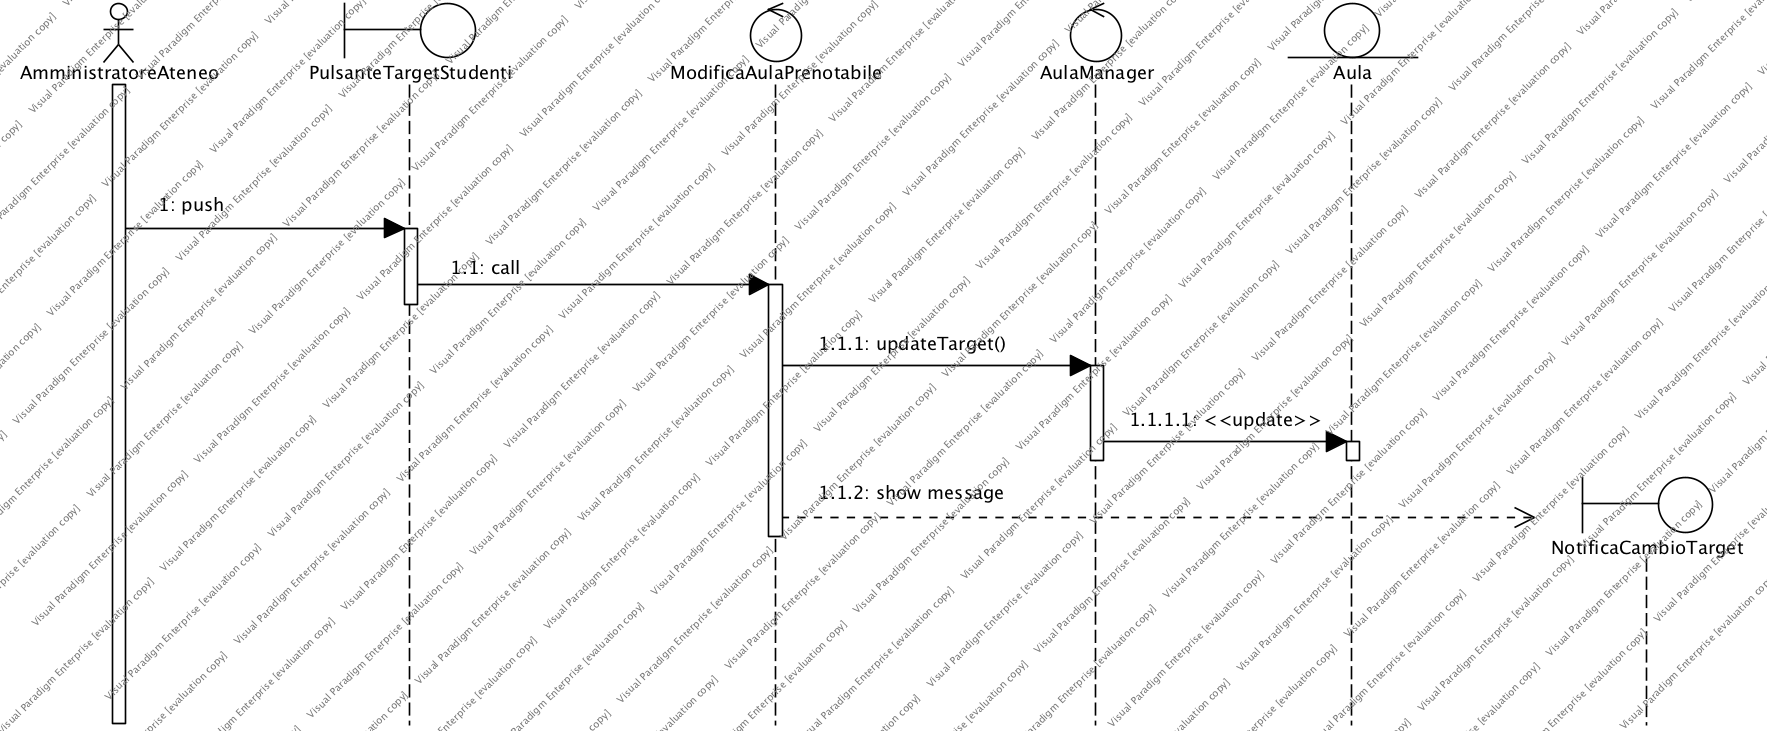 AmministratoreAteneo
PulsanteTargetStudenti
ModificaAulaPrenotabile
AulaManager
Aula
1: push
1.1: call
1.1.1: updateTarget()
1.1.1.1: <<update>>
1.1.2: show message
NotificaCambioTarget
Visual Paradigm Enterprise [evaluation copy]